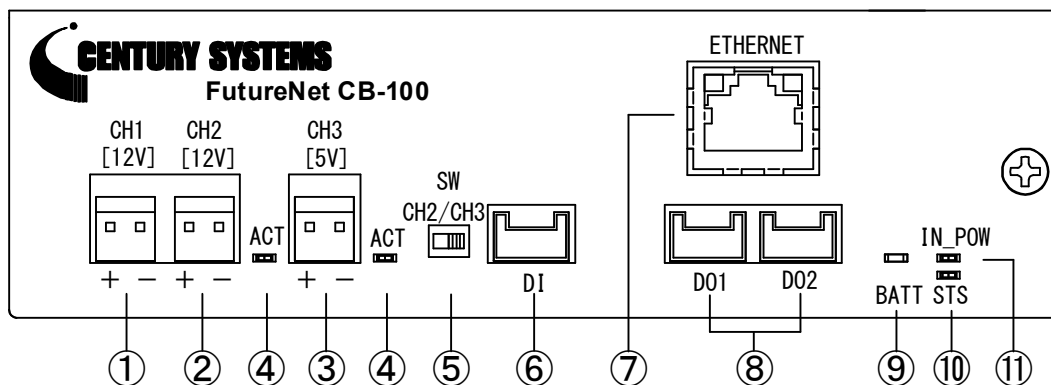 CENTURY SYSTEMS
FutureNet CB-100
ETHERNET
CH1
[12V]
CH2
[12V]
CH3
[5V]
SW
CH2/CH3
ACT
ACT
+ −
+ −
+ −
DI
DO1
DO2
BATT
IN_POW
STS
① ② ④ ③ ④ ⑤ ⑥ ⑦ ⑧ ⑨ ⑩ ⑪